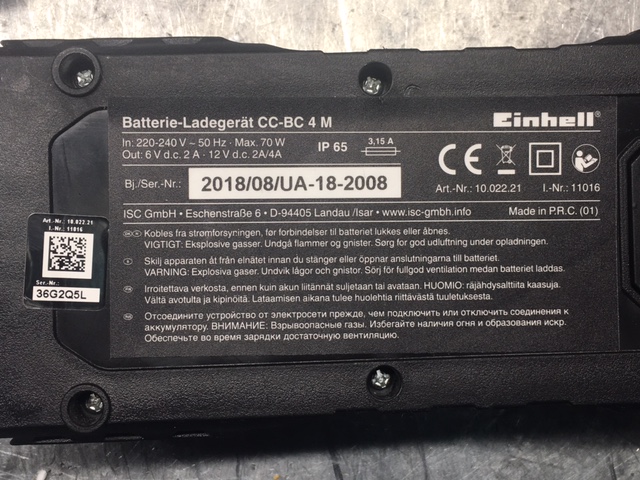 Batterie-Ladegerät CC-BC 4 M
Einhell®
In: 220-240 V ~ 50 Hz · Max. 70 W
Out: 6 V d.c. 2 A · 12 V d.c. 2A/4A
IP 65
3,15 A
CE
Bj./Ser.-Nr.: 2018/08/UA-18-2008
Art.-Nr.: 10.022.21
I.-Nr.: 11016
ISC GmbH • Eschenstraße 6 • D-94405 Landau /Isar • www.isc-gmbh.info
Made in P.R.C. (01)
Kobles fra strømforsyningen, før forbindelser til batteriet lukkes eller åbnes.
VIGTIGT: Eksplosive gasser. Undgå flammer og gnister. Sørg for god udluftning under opladning.
Skilj apparaten åt från elnätet innan du stänger eller öppnar anslutningarna till batteriet.
VARNING: Explosiva gaser. Undvik lågor och gnistor. Sörj för fullgod ventilation medan batteriet laddas.
Irroitettava verkosta, ennen kuin akun liitännät suljetaan tai avataan. HUOMIO: räjähdysalttiita kaasuja.
Vältä avotulta ja kipinöitä. Lataamisen aikana tulee huolehtia riittävästä tuuletuksesta.
Отсоедините устройство от электросети прежде, чем подключить или отключить соединения к
аккумулятору. ВНИМАНИЕ: Взрывоопасные газы. Избегайте наличия огня и образования искр.
Обеспечьте во время зарядки достаточную вентиляцию.
Art.-Nr.: 10.022.21
I.-Nr.: 11016
Ser.-Nr.:
36G2Q5L